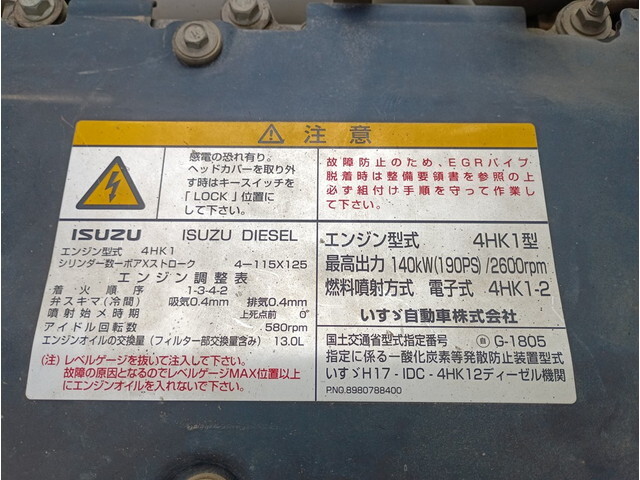 注意
感電の恐れ有り。
ヘッドカバーを取り外
す時はキースイッチを
「LOCK」位置に
して下さい。
故障防止のため、EGRパイプ
脱着時は整備要領書を参照の上
必ず組付け手順を守って作業し
て下さい。
ISUZU ISUZU DIESEL
エンジン型式 4HK1
シリンダ数ーボアXストローク 4-115X125
エンジン調整表
着火順序 1-3-4-2
弁スキマ(冷間) 吸気0.4mm 排気0.4mm
噴射始メ時期 上死点前 0°
アイドル回転数 580rpm
エンジンオイルの交換量(フィルター部交換量含み) 13.0L
(注)レベルゲージを抜いて注入して下さい。
故障の原因となるのでレベルゲージMAX位置以上
にエンジンオイルを入れないで下さい。
エンジン型式 4HK1型
最高出力 140kW(190PS)/2600rpm
燃料噴射方式 電子式 4HK1-2
いすゞ自動車株式会社
国土交通省型式指定番号 自 G-1805
指定に係る一酸化炭素等発散防止装置型式
いすゞH17-IDC-4HK12ディーゼル機関
P.NO.8980788400